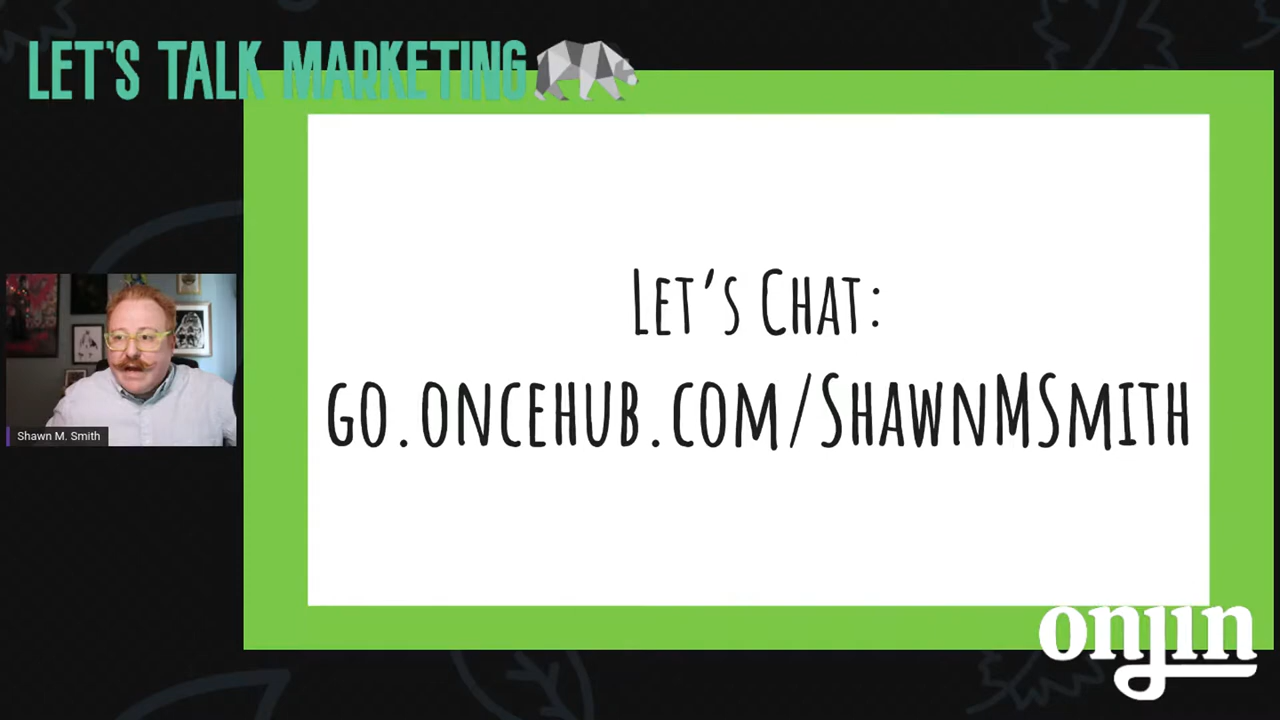 LET'S TALK MARKETING
Let's Chat:
go.oncehub.com/ShawnMSmith
Shawn M. Smith
onjin